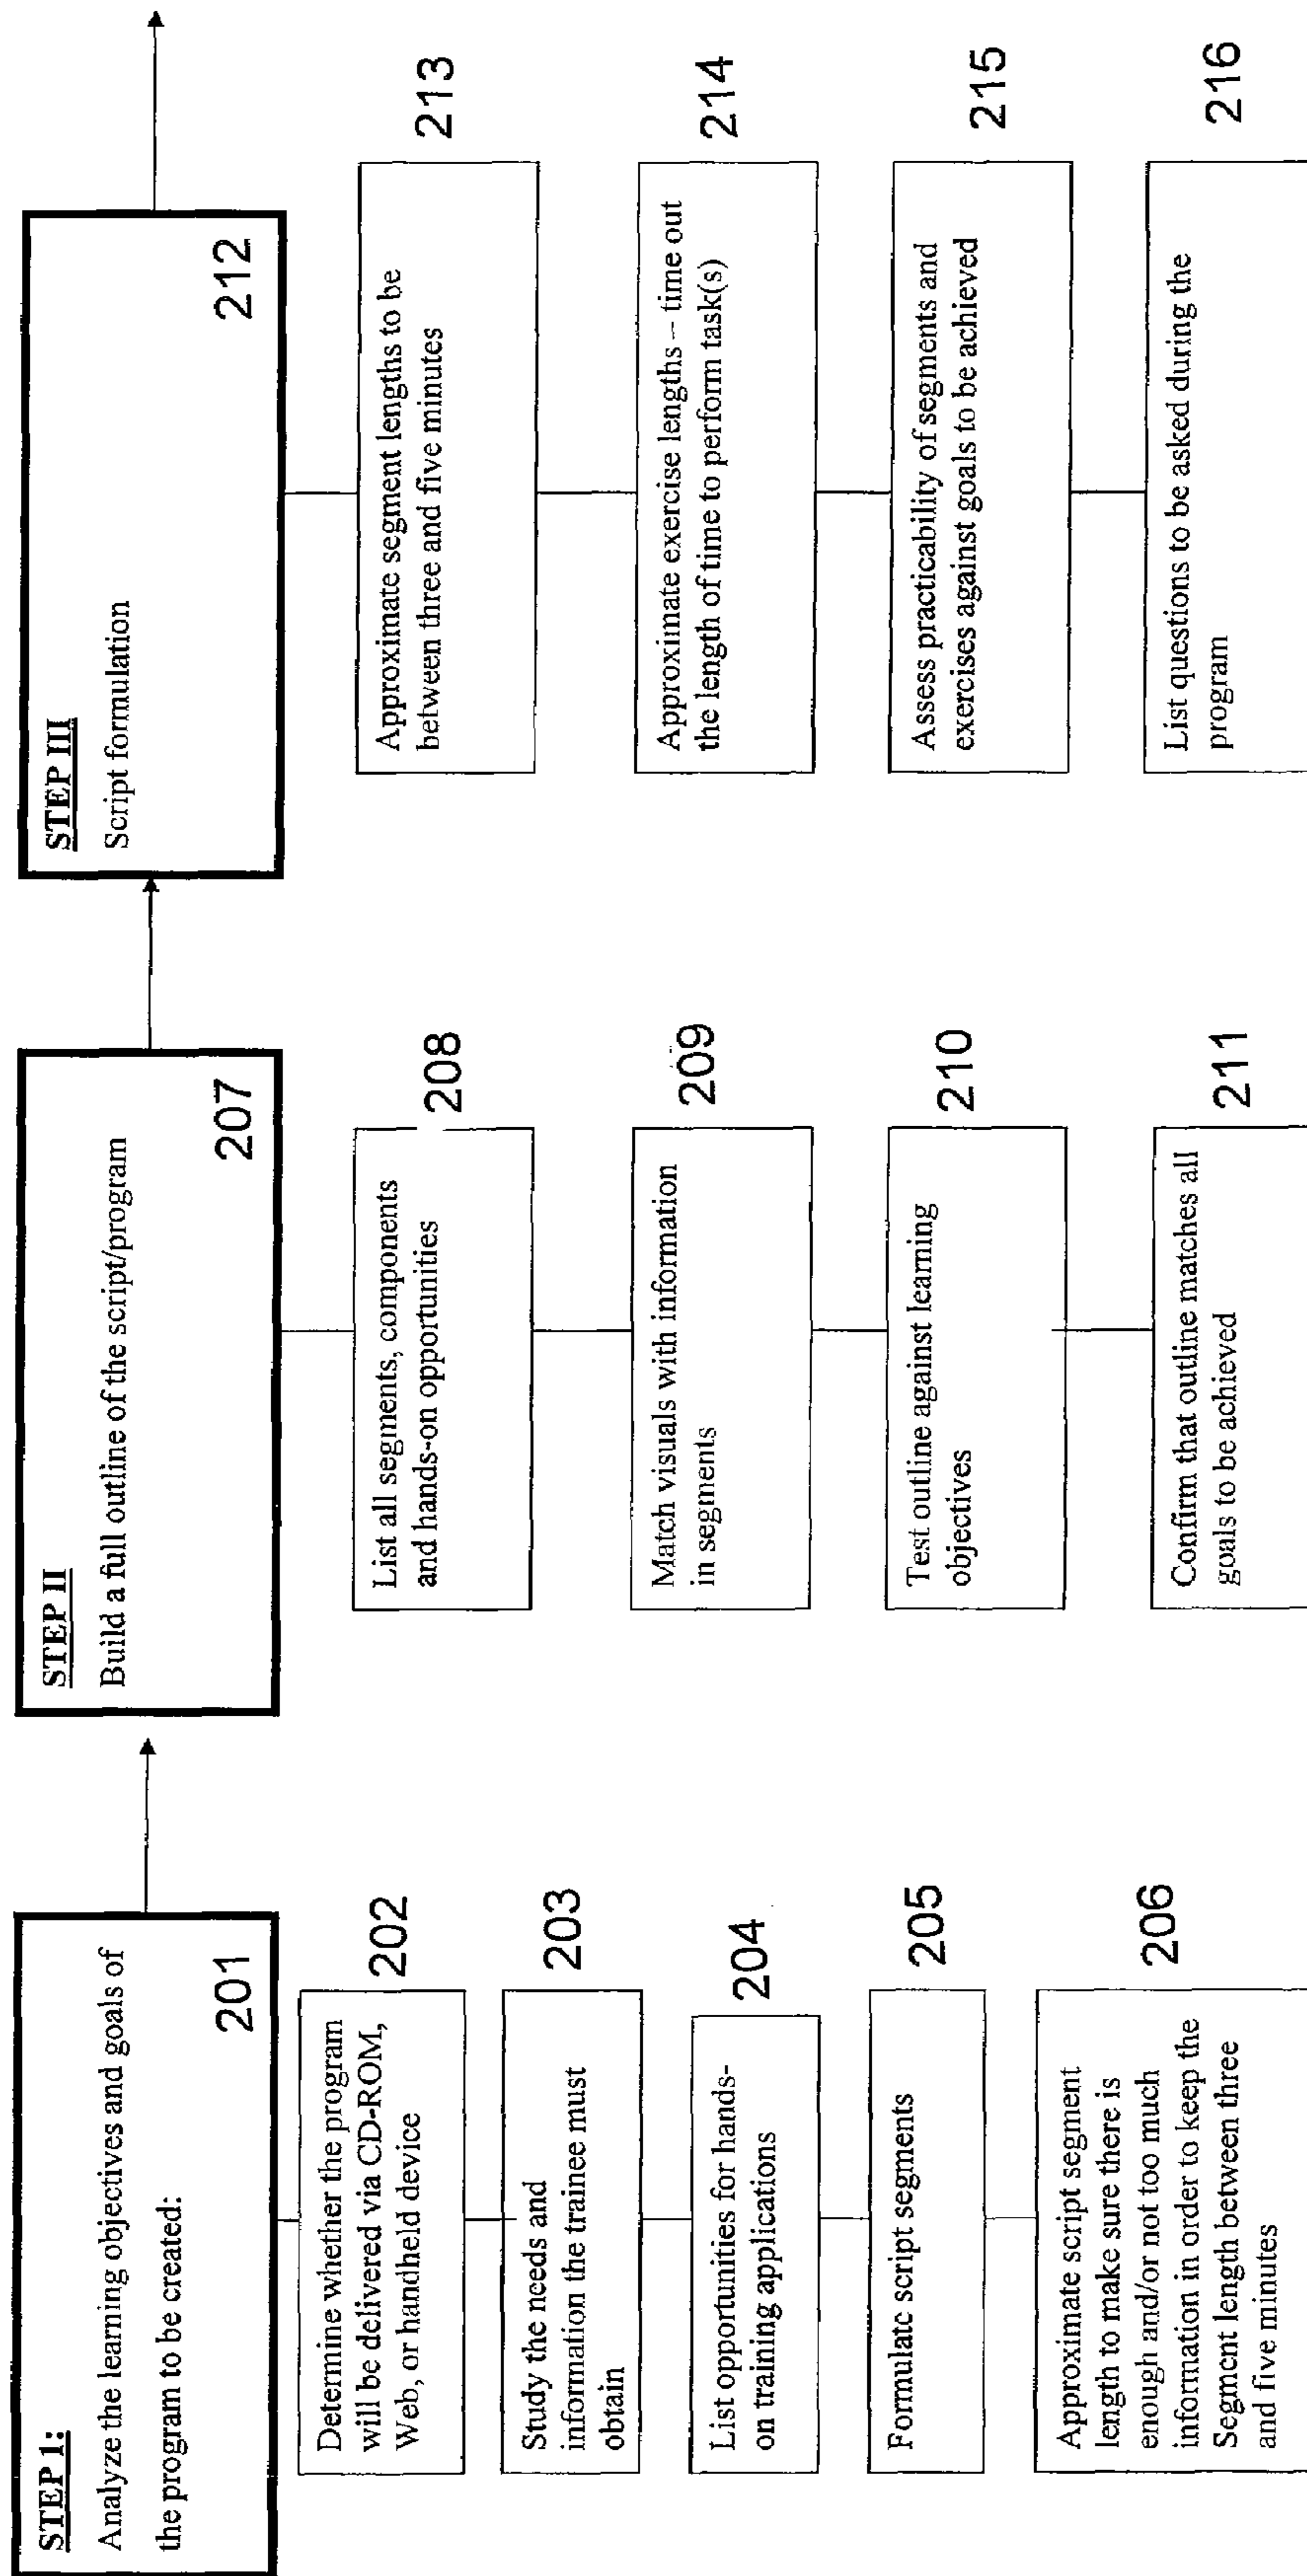 STEP 1:
Analyze the learning objectives and goals of
the program to be created:
201
Determine whether the program
will be delivered via CD-ROM,
Web, or handheld device
202
Study the needs and
information the trainee must
obtain
203
List opportunities for hands-
on training applications
204
Formulate script segments
205
Approximate script segment
length to make sure there is
enough and/or not too much
information in order to keep the
Segment length between three
and five minutes
206
STEP II
Build a full outline of the script/program
207
List all segments, components
and hands-on opportunities
208
Match visuals with information
in segments
209
Test outline against learning
objectives
210
Confirm that outline matches all
goals to be achieved
211
STEP III
Script formulation
212
Approximate segment lengths to be
between three and five minutes
213
Approximate exercise lengths – time out
the length of time to perform task(s)
214
Assess practicability of segments and
exercises against goals to be achieved
215
List questions to be asked during the
program
216